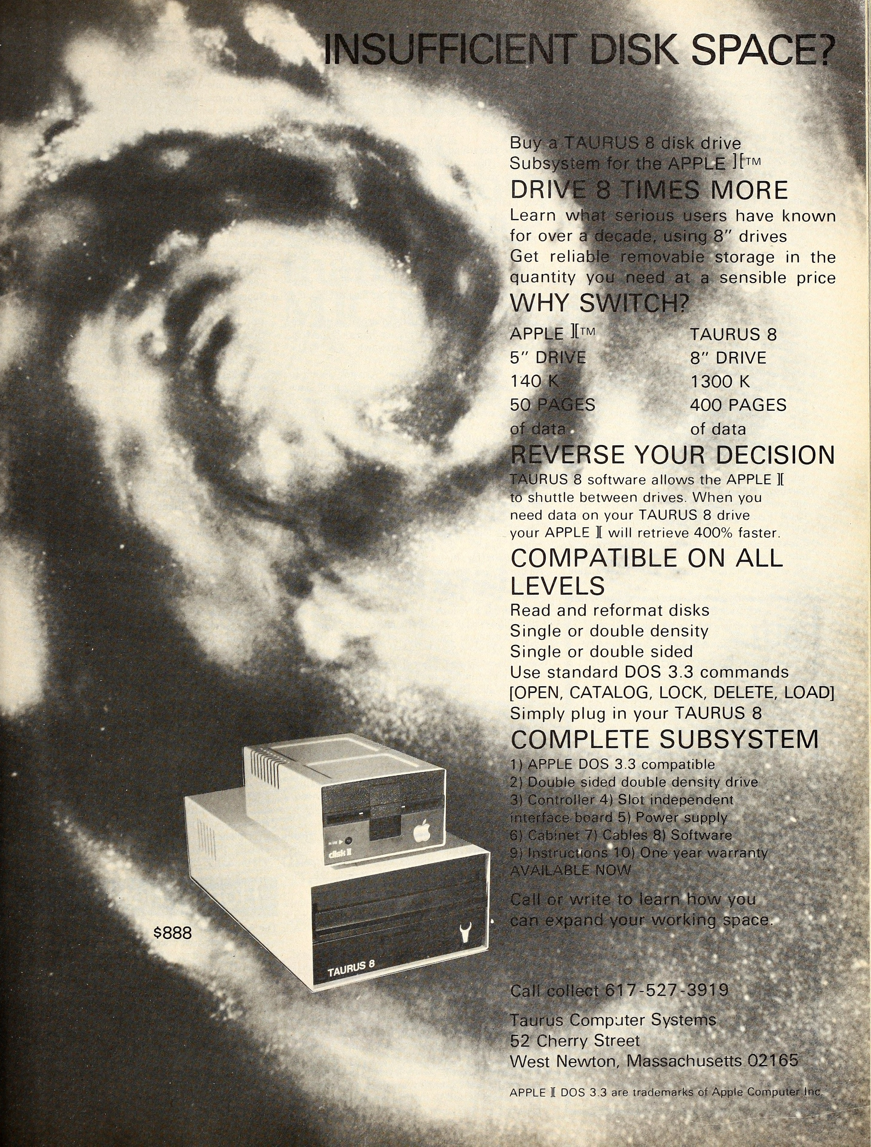 INSUFFICIENT DISK SPACE?
Buy a TAURUS 8 disk drive
Subsystem for the APPLE ][™
DRIVE 8 TIMES MORE
Learn what serious users have known
for over a decade, using 8" drives
Get reliable removable storage in the
quantity you need at a sensible price
WHY SWITCH?
APPLE ][™ TAURUS 8
5" DRIVE 8" DRIVE
140 K 1300 K
50 PAGES 400 PAGES
of data of data
REVERSE YOUR DECISION
TAURUS 8 software allows the APPLE ][
to shuttle between drives. When you
need data on your TAURUS 8 drive
your APPLE ][ will retrieve 400% faster.
COMPATIBLE ON ALL
LEVELS
Read and reformat disks
Single or double density
Single or double sided
Use standard DOS 3.3 commands
[OPEN, CATALOG, LOCK, DELETE, LOAD]
Simply plug in your TAURUS 8
COMPLETE SUBSYSTEM
1) APPLE DOS 3.3 compatible
2) Double sided double density drive
3) Controller 4) Slot independent
interface board 5) Power supply
6) Cabinet 7) Cables 8) Software
9) Instructions 10) One year warranty
AVAILABLE NOW
Call or write to learn how you
can expand your working space.
disk ][
TAURUS 8
$888
Call collect 617-527-3919
Taurus Computer Systems
52 Cherry Street
West Newton, Massachusetts 02165
APPLE ][ DOS 3.3 are trademarks of Apple Computer Inc.